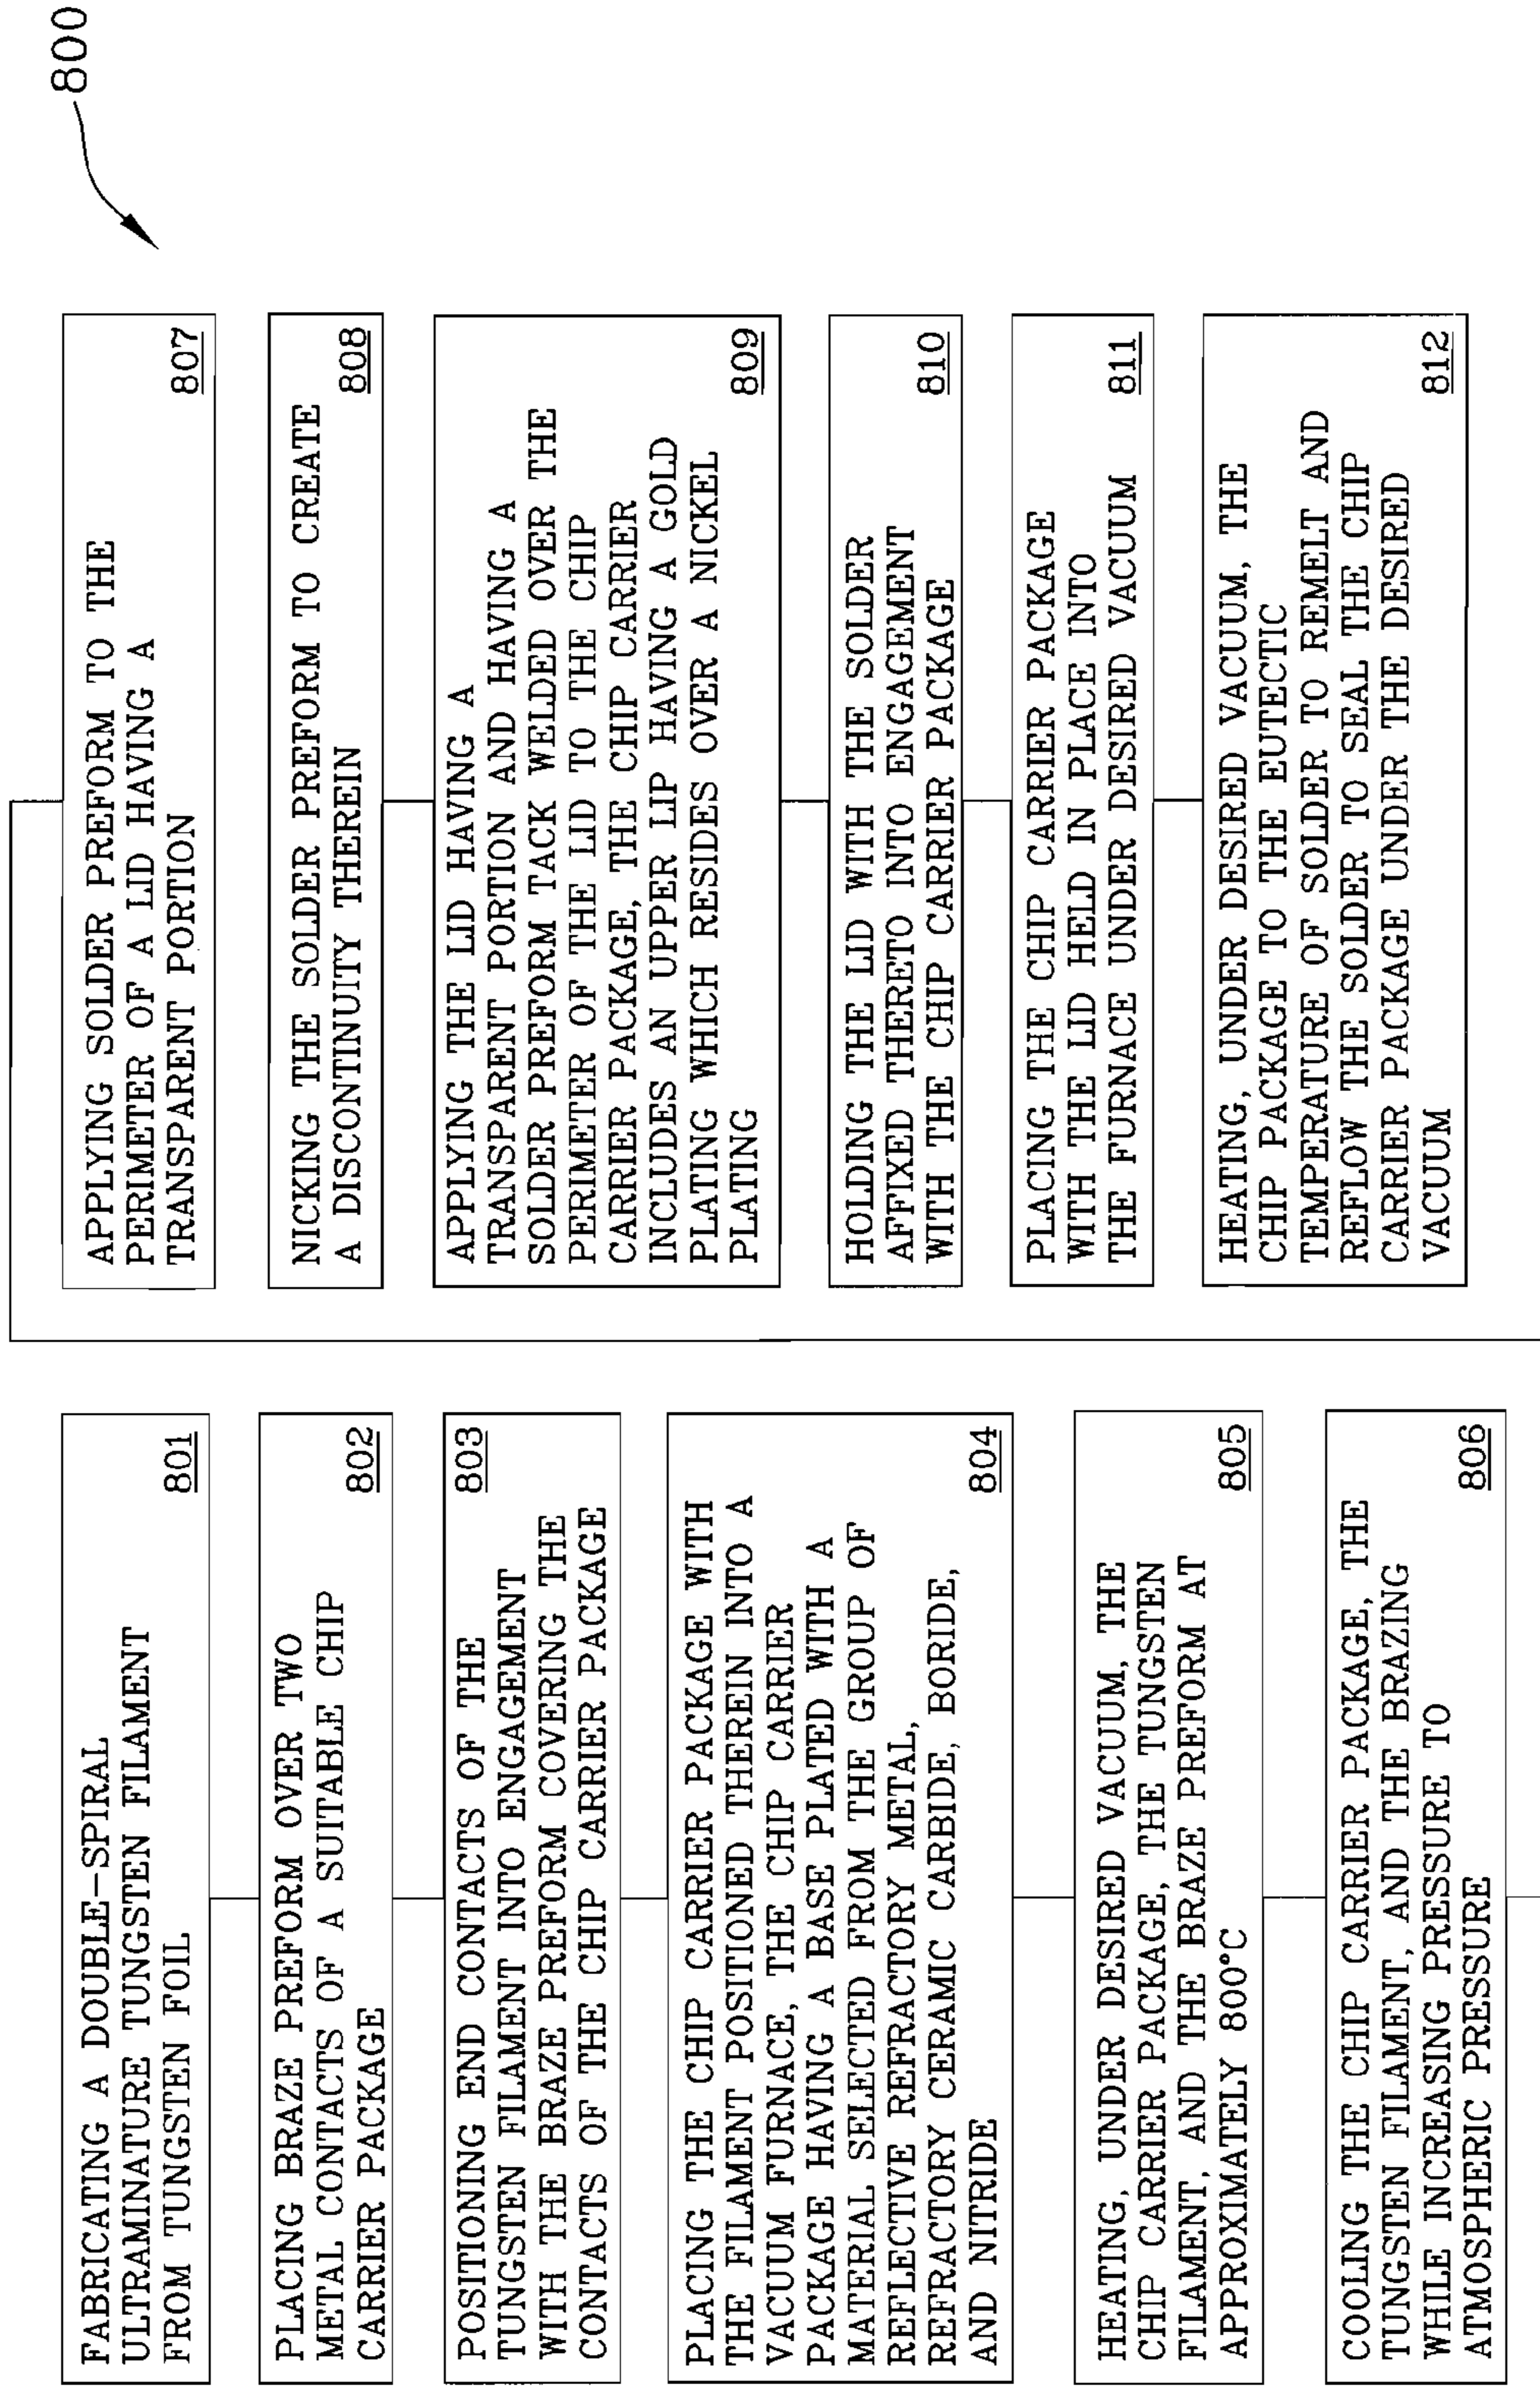 800
FABRICATING A DOUBLE-SPIRAL
ULTRAMINATURE TUNGSTEN FILAMENT
FROM TUNGSTEN FOIL
801
PLACING BRAZE PREFORM OVER TWO
METAL CONTACTS OF A SUITABLE CHIP
CARRIER PACKAGE
802
POSITIONING END CONTACTS OF THE
803
TUNGSTEN FILAMENT INTO ENGAGEMENT
WITH THE BRAZE PREFORM COVERING THE
CONTACTS OF THE CHIP CARRIER PACKAGE
PLACING THE CHIP CARRIER PACKAGE WITH
THE FILAMENT POSITIONED THEREIN INTO A
VACUUM FURNACE, THE CHIP CARRIER
PACKAGE HAVING A BASE PLATED WITH A
MATERIAL SELECTED FROM THE GROUP OF
REFLECTIVE REFRACTORY METAL,
REFRACTORY CERAMIC CARBIDE, BORIDE,
AND NITRIDE
804
HEATING, UNDER DESIRED VACUUM, THE
CHIP CARRIER PACKAGE, THE TUNGSTEN
FILAMENT, AND THE BRAZE PREFORM AT
APPROXIMATELY 800°C
805
COOLING THE CHIP CARRIER PACKAGE, THE
TUNGSTEN FILAMENT, AND THE BRAZING
WHILE INCREASING PRESSURE TO
ATMOSPHERIC PRESSURE
806
APPLYING SOLDER PREFORM TO THE
PERIMETER OF A LID HAVING A
TRANSPARENT PORTION
807
NICKING THE SOLDER PREFORM TO CREATE
A DISCONTINUITY THEREIN
808
APPLYING THE LID HAVING A
TRANSPARENT PORTION AND HAVING A
SOLDER PREFORM TACK WELDED OVER THE
PERIMETER OF THE LID TO THE CHIP
CARRIER PACKAGE, THE CHIP CARRIER
INCLUDES AN UPPER LIP HAVING A GOLD
PLATING WHICH RESIDES OVER A NICKEL
PLATING
809
HOLDING THE LID WITH THE SOLDER
AFFIXED THERETO INTO ENGAGEMENT
WITH THE CHIP CARRIER PACKAGE
810
PLACING THE CHIP CARRIER PACKAGE
WITH THE LID HELD IN PLACE INTO
THE FURNACE UNDER DESIRED VACUUM
811
HEATING, UNDER DESIRED VACUUM, THE
CHIP PACKAGE TO THE EUTECTIC
TEMPERATURE OF SOLDER TO REMELT AND
REFLOW THE SOLDER TO SEAL THE CHIP
CARRIER PACKAGE UNDER THE DESIRED
VACUUM
812